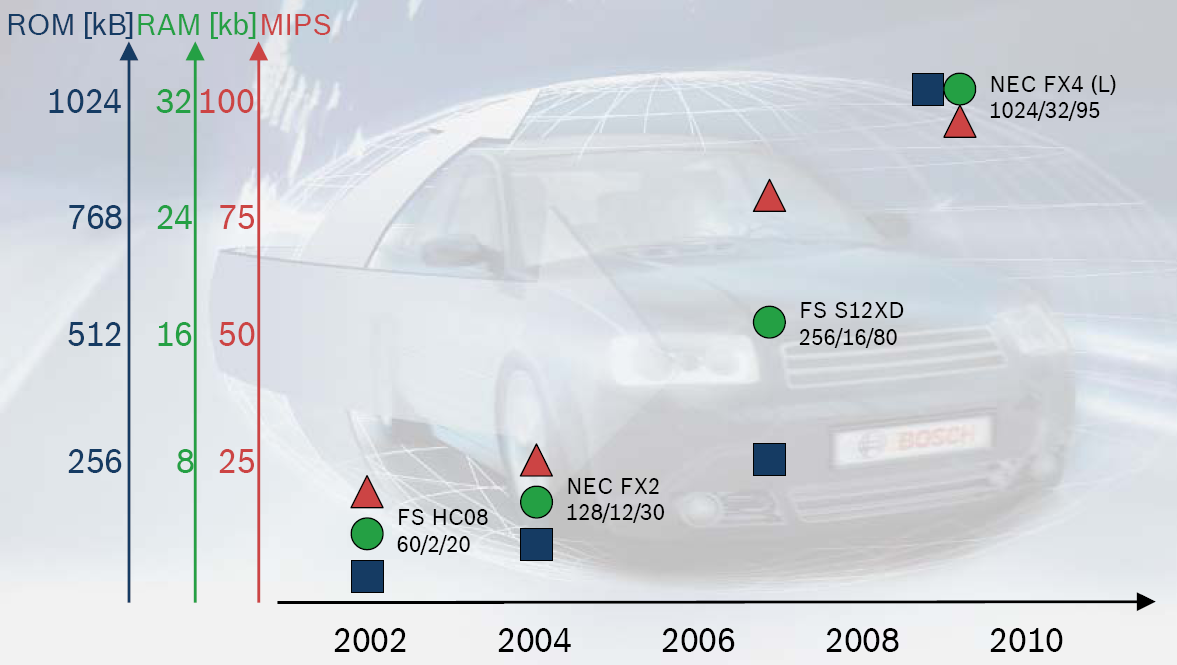 ROM [kB] RAM [kb] MIPS
1024 32 100
768 24 75
512 16 50
256 8 25
NEC FX4 (L)
1024/32/95
FS S12XD
256/16/80
BOSCH
NEC FX2
128/12/30
FS HC08
60/2/20
2002 2004 2006 2008 2010